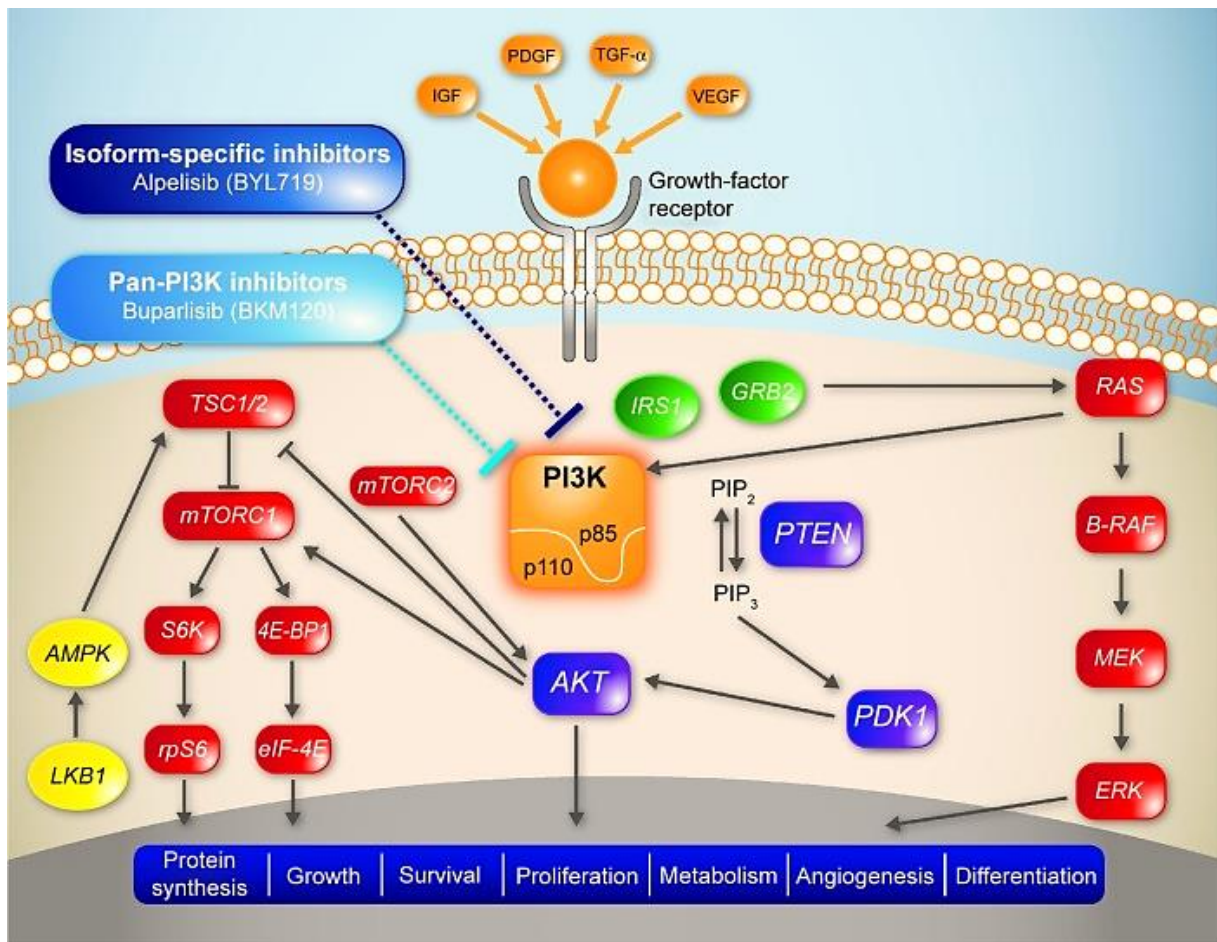 PDGF
TGF-α
IGF
VEGF
Isoform-specific inhibitors
Alpelisib (BYL719)
Growth-factor
receptor
Pan-PI3K inhibitors
Buparlisib (BKM120)
TSC1/2
IRS1
GRB2
RAS
mTORC2
PI3K
PIP2
mTORC1
p85
PTEN
B-RAF
p110
PIP3
S6K
4E-BP1
AMPK
AKT
MEK
PDK1
rpS6
eIF-4E
LKB1
ERK
Protein
synthesis
Growth
Survival
Proliferation
Metabolism
Angiogenesis
Differentiation